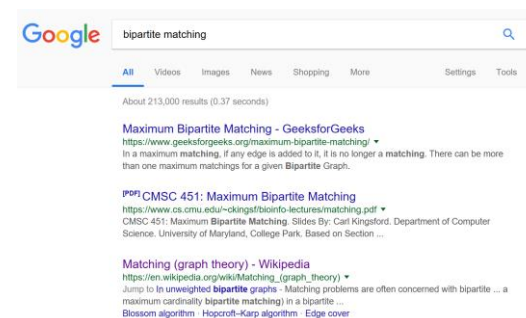 Google
bipartite matching
All Videos Images News Shopping More Settings Tools
About 213,000 results (0.37 seconds)
Maximum Bipartite Matching - GeeksforGeeks
https://www.geeksforgeeks.org/maximum-bipartite-matching/
In a maximum matching, if any edge is added to it, it is no longer a matching. There can be more
than one maximum matchings for a given Bipartite Graph.
[PDF] CMSC 451: Maximum Bipartite Matching
https://www.cs.cmu.edu/~ckingsf/bioinfo-lectures/matching.pdf
CMSC 451: Maximum Bipartite Matching. Slides By: Carl Kingsford. Department of Computer
Science. University of Maryland, College Park. Based on Section ...
Matching (graph theory) - Wikipedia
https://en.wikipedia.org/wiki/Matching_(graph_theory)
Jump to In unweighted bipartite graphs - Matching problems are often concerned with bipartite ... a
maximum cardinality bipartite matching) in a bipartite ...
Blossom algorithm · Hopcroft–Karp algorithm · Edge cover